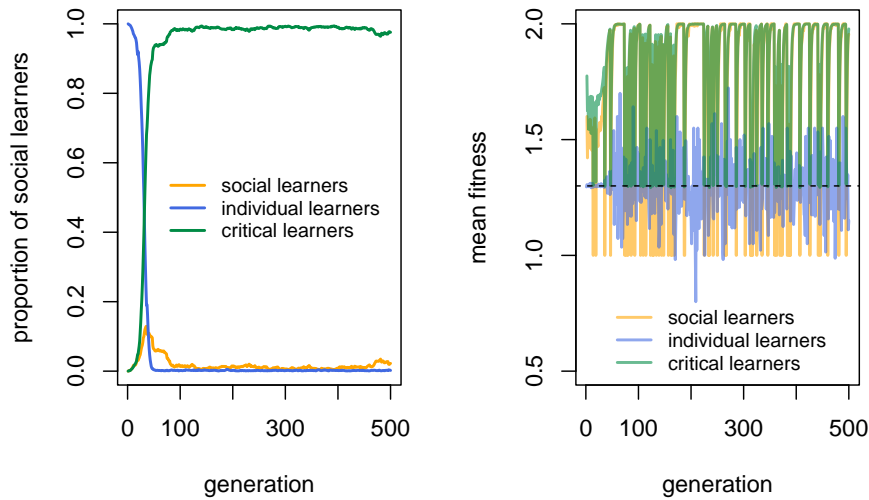 proportion of social learners
1.0
0.8
0.6
0.4
0.2
0.0
social learners
individual learners
critical learners
0
100
300
500
generation
mean fitness
2.0
1.5
1.0
0.5
social learners
individual learners
critical learners
0
100
300
500
generation